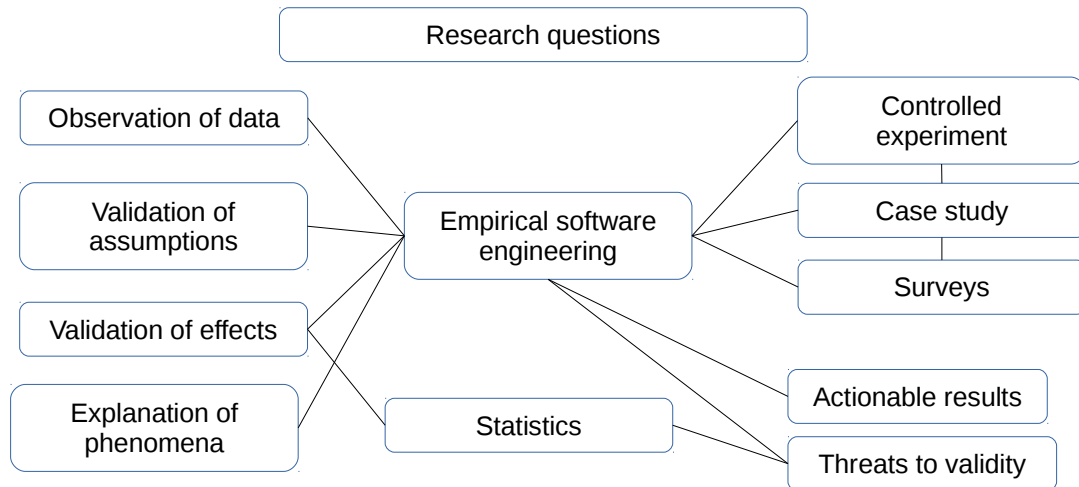 Research questions
Observation of data
Validation of
assumptions
Validation of effects
Explanation of
phenomena
Empirical software
engineering
Statistics
Controlled
experiment
Case study
Surveys
Actionable results
Threats to validity